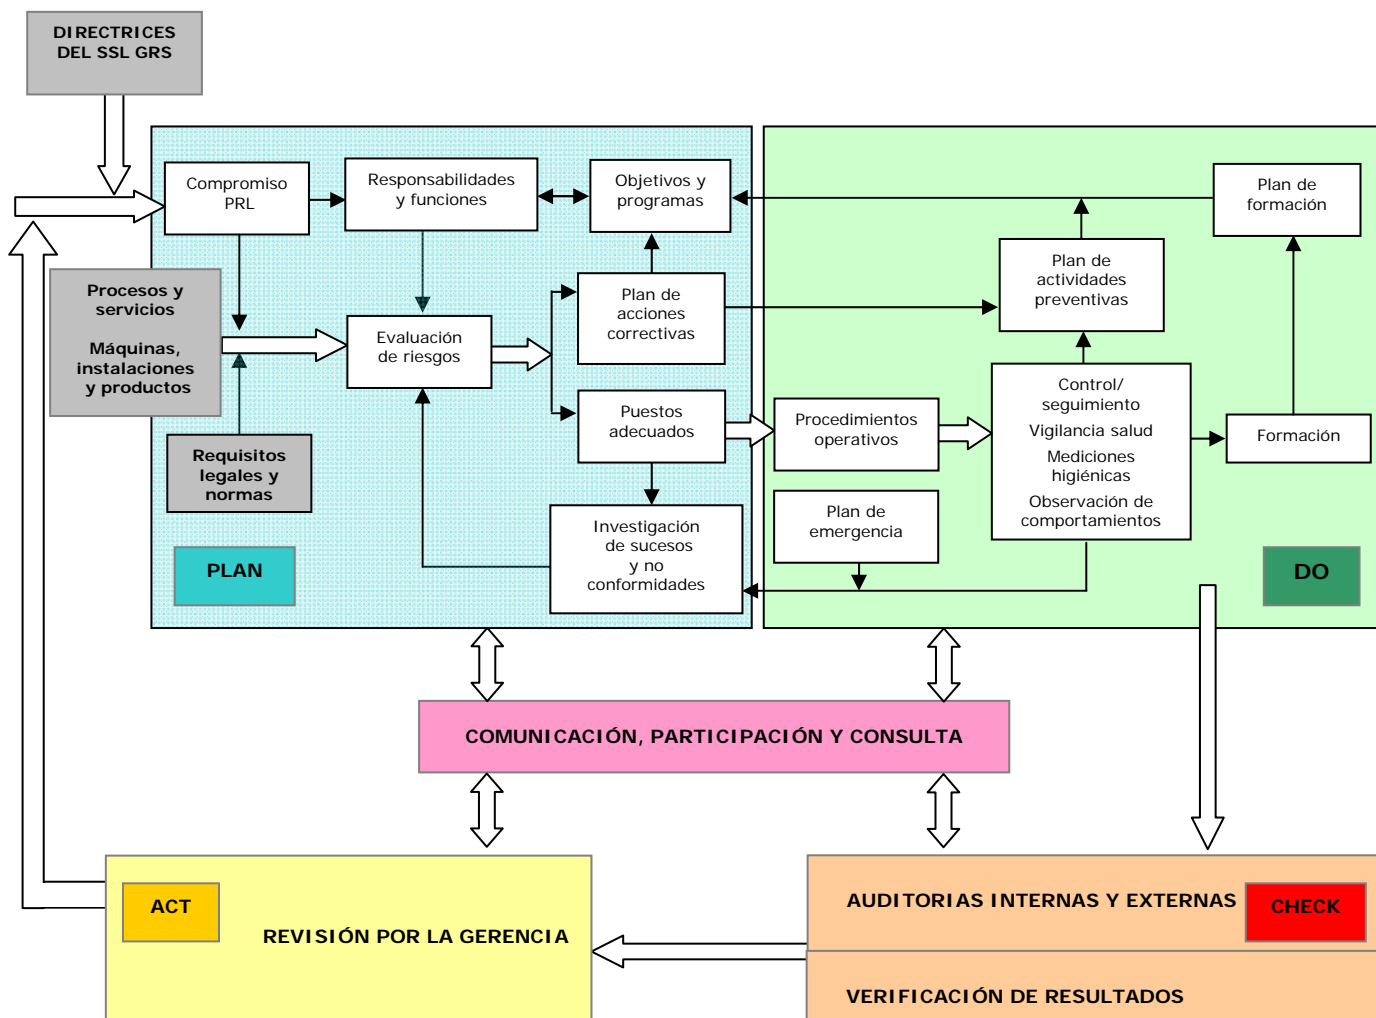 DIRECTRICES
DEL SSL GRS
Compromiso
PRL
Responsabilidades
y funciones
Objetivos y
programas
Plan de
formación
Procesos y
servicios
Máquinas,
instalaciones
y productos
Evaluación
de riesgos
Plan de
acciones
correctivas
Plan de
actividades
preventivas
Requisitos
legales y
normas
Puestos
adecuados
Procedimientos
operativos
Control/
seguimiento
Vigilancia salud
Mediciones
higiénicas
Observación de
comportamientos
Formación
Investigación
de sucesos
y no
conformidades
Plan de
emergencia
PLAN
DO
COMUNICACIÓN, PARTICIPACIÓN Y CONSULTA
ACT
REVISIÓN POR LA GERENCIA
AUDITORIAS INTERNAS Y EXTERNAS
CHECK
VERIFICACIÓN DE RESULTADOS